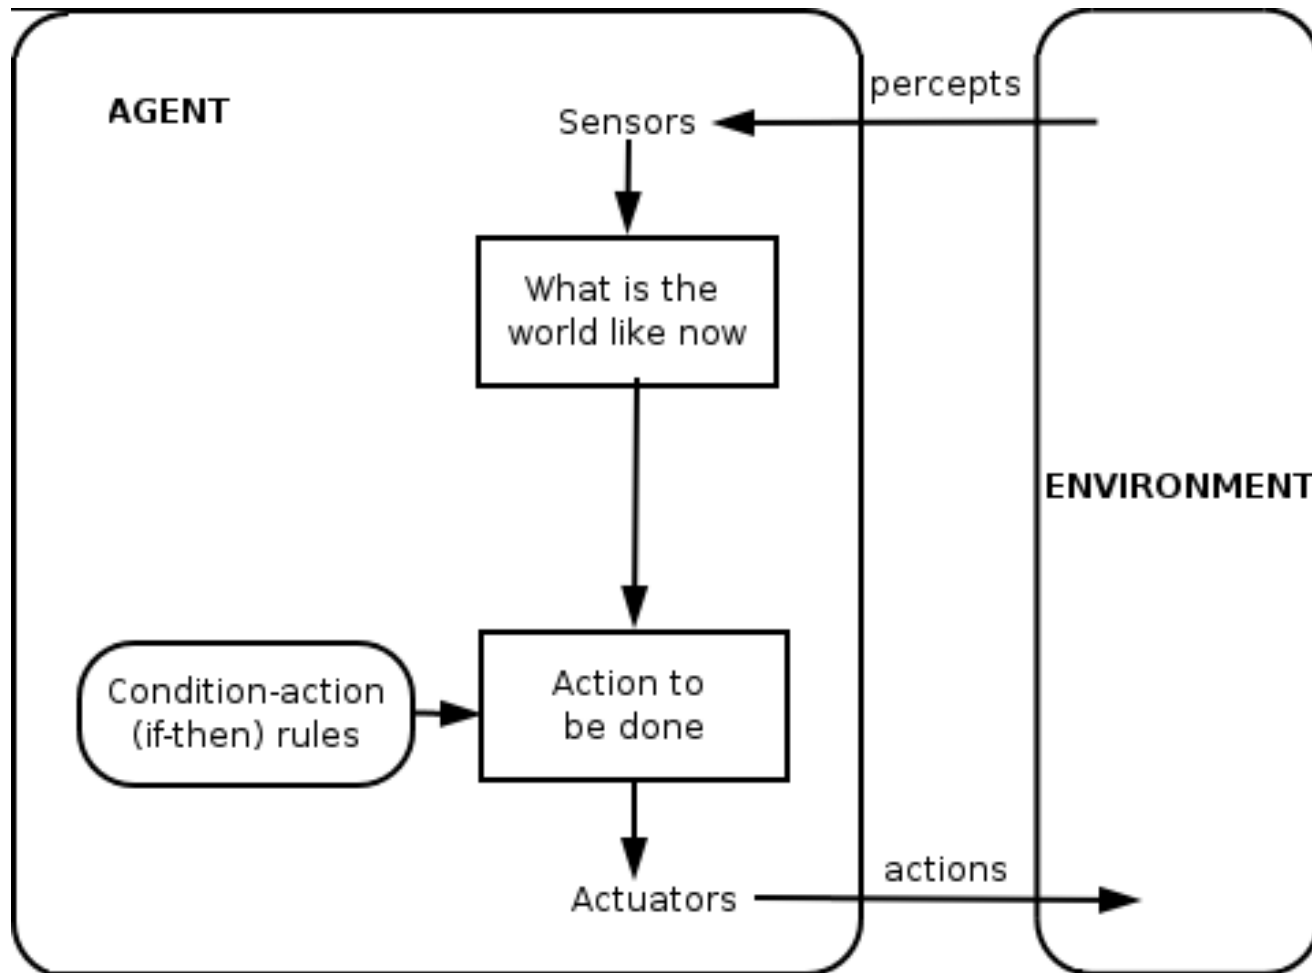 AGENT
percepts
Sensors
What is the
world like now
ENVIRONMENT
Condition-action
(if-then) rules
Action to
be done
actions
Actuators